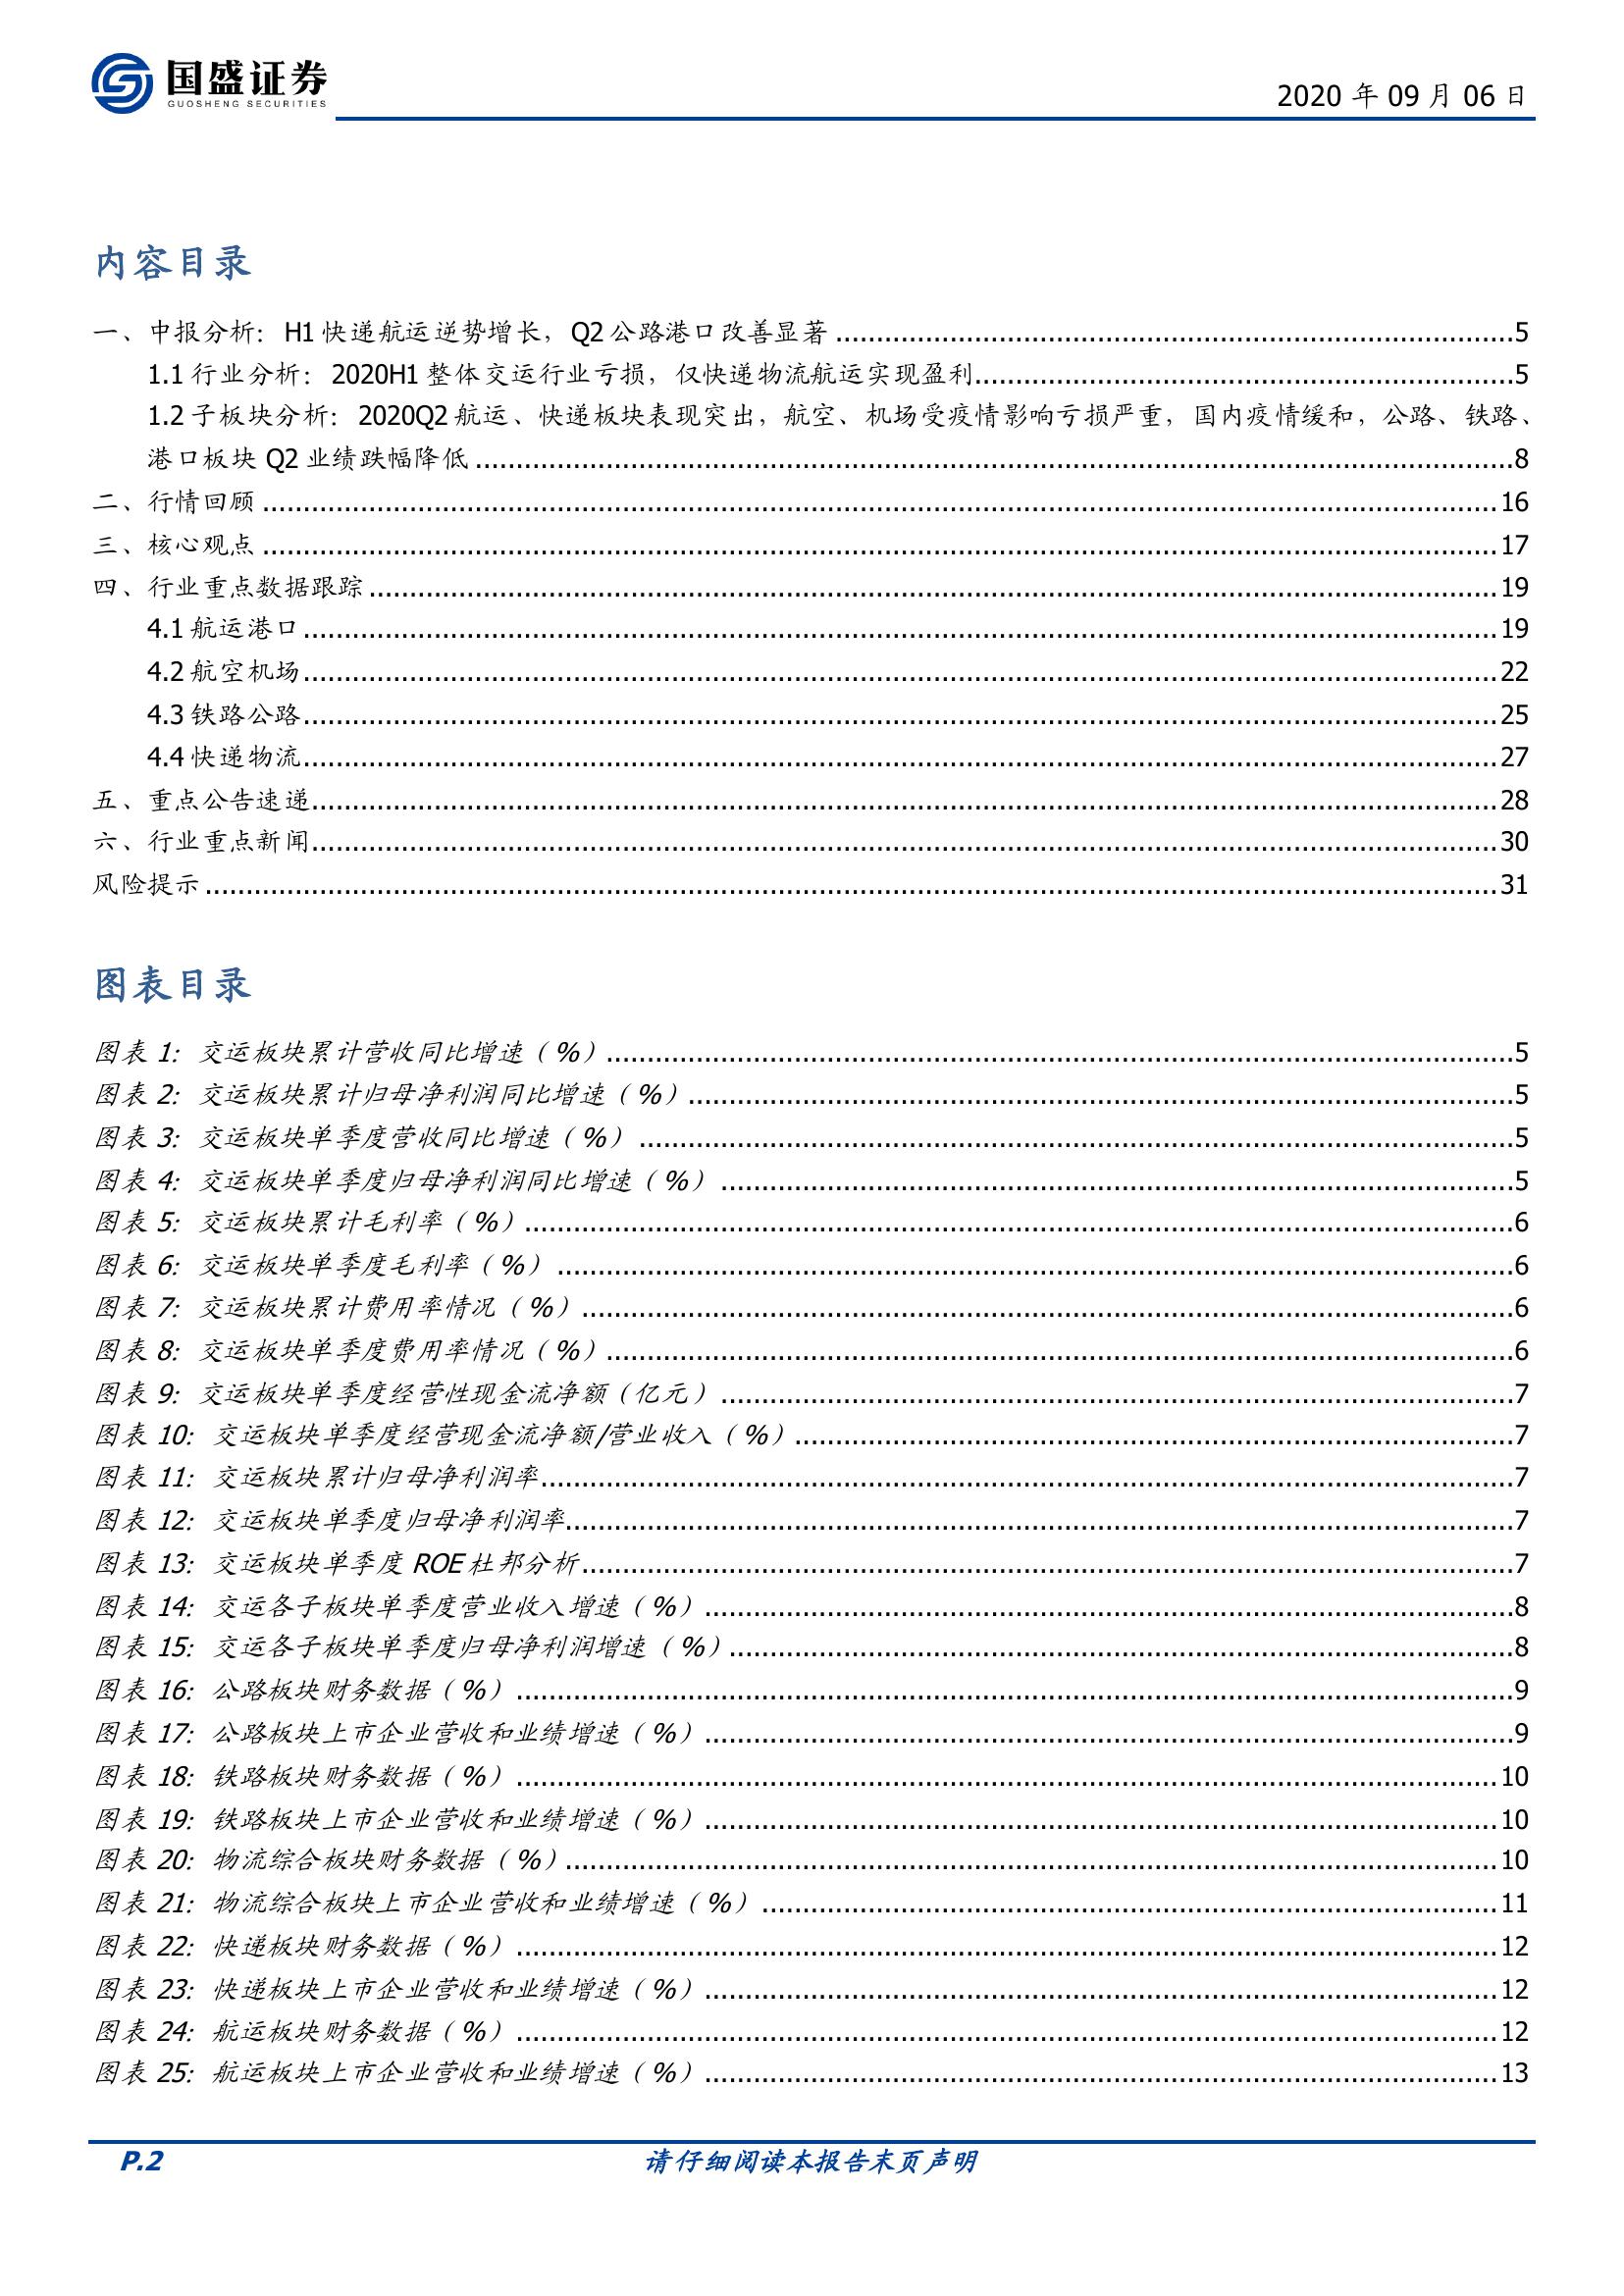 国盛证券
GUOSHENG SECURITIES
2020 年 09 月 06 日
内容目录
一、中报分析：H1 快递航运逆势增长，Q2 公路港口改善显著 ...... 5
1.1 行业分析：2020H1 整体交运行业亏损，仅快递物流航运实现盈利 ...... 5
1.2 子板块分析：2020Q2 航运、快递板块表现突出，航空、机场受疫情影响亏损严重，国内疫情缓和，公路、铁路、
港口板块 Q2 业绩跌幅降低 ...... 8
二、行情回顾 ...... 16
三、核心观点 ...... 17
四、行业重点数据跟踪 ...... 19
4.1 航运港口 ...... 19
4.2 航空机场 ...... 22
4.3 铁路公路 ...... 25
4.4 快递物流 ...... 27
五、重点公告速递 ...... 28
六、行业重点新闻 ...... 30
风险提示 ...... 31
图表目录
图表 1: 交运板块累计营收同比增速（%） ...... 5
图表 2: 交运板块累计归母净利润同比增速（%） ...... 5
图表 3: 交运板块单季度营收同比增速（%） ...... 5
图表 4: 交运板块单季度归母净利润同比增速（%） ...... 5
图表 5: 交运板块累计毛利率（%） ...... 6
图表 6: 交运板块单季度毛利率（%） ...... 6
图表 7: 交运板块累计费用率情况（%） ...... 6
图表 8: 交运板块单季度费用率情况（%） ...... 6
图表 9: 交运板块单季度经营性现金流净额（亿元） ...... 7
图表 10: 交运板块单季度经营现金流净额/营业收入（%） ...... 7
图表 11: 交运板块累计归母净利润率 ...... 7
图表 12: 交运板块单季度归母净利润率 ...... 7
图表 13: 交运板块单季度 ROE 杜邦分析 ...... 7
图表 14: 交运各子板块单季度营业收入增速（%） ...... 8
图表 15: 交运各子板块单季度归母净利润增速（%） ...... 8
图表 16: 公路板块财务数据（%） ...... 9
图表 17: 公路板块上市企业营收和业绩增速（%） ...... 9
图表 18: 铁路板块财务数据（%） ...... 10
图表 19: 铁路板块上市企业营收和业绩增速（%） ...... 10
图表 20: 物流综合板块财务数据（%） ...... 10
图表 21: 物流综合板块上市企业营收和业绩增速（%） ...... 11
图表 22: 快递板块财务数据（%） ...... 12
图表 23: 快递板块上市企业营收和业绩增速（%） ...... 12
图表 24: 航运板块财务数据（%） ...... 12
图表 25: 航运板块上市企业营收和业绩增速（%） ...... 13
P.2
请仔细阅读本报告末页声明